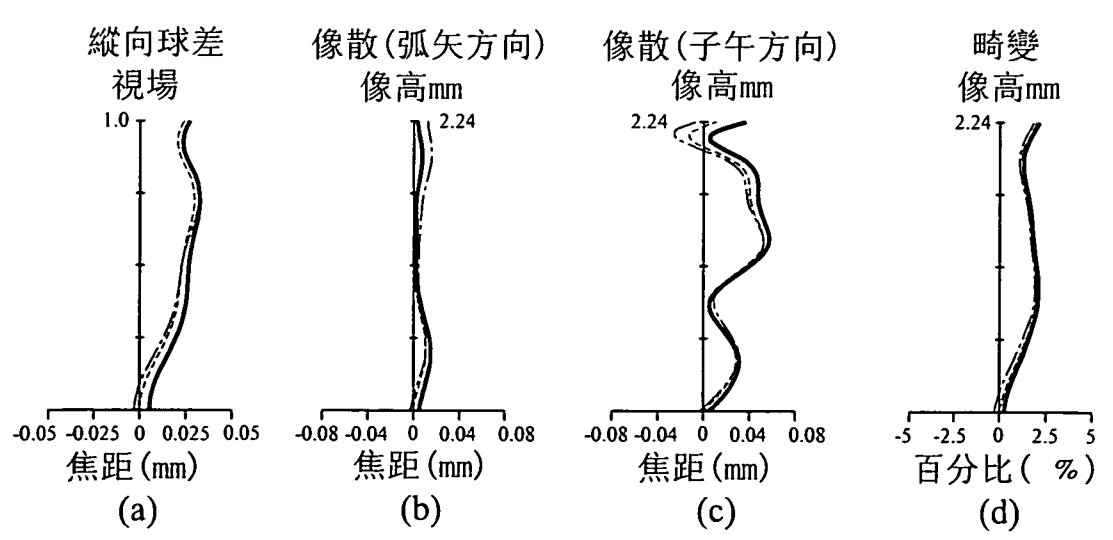 縱向球差
視場
1.0
-0.05 -0.025 0 0.025 0.05
焦距(mm)
(a)
像散(弧矢方向)
像高mm
2.24
-0.08 -0.04 0 0.04 0.08
焦距(mm)
(b)
像散(子午方向)
像高mm
2.24
-0.08 -0.04 0 0.04 0.08
焦距(mm)
(c)
畸變
像高mm
2.24
-5 -2.5 0 2.5 5
百分比( %)
(d)